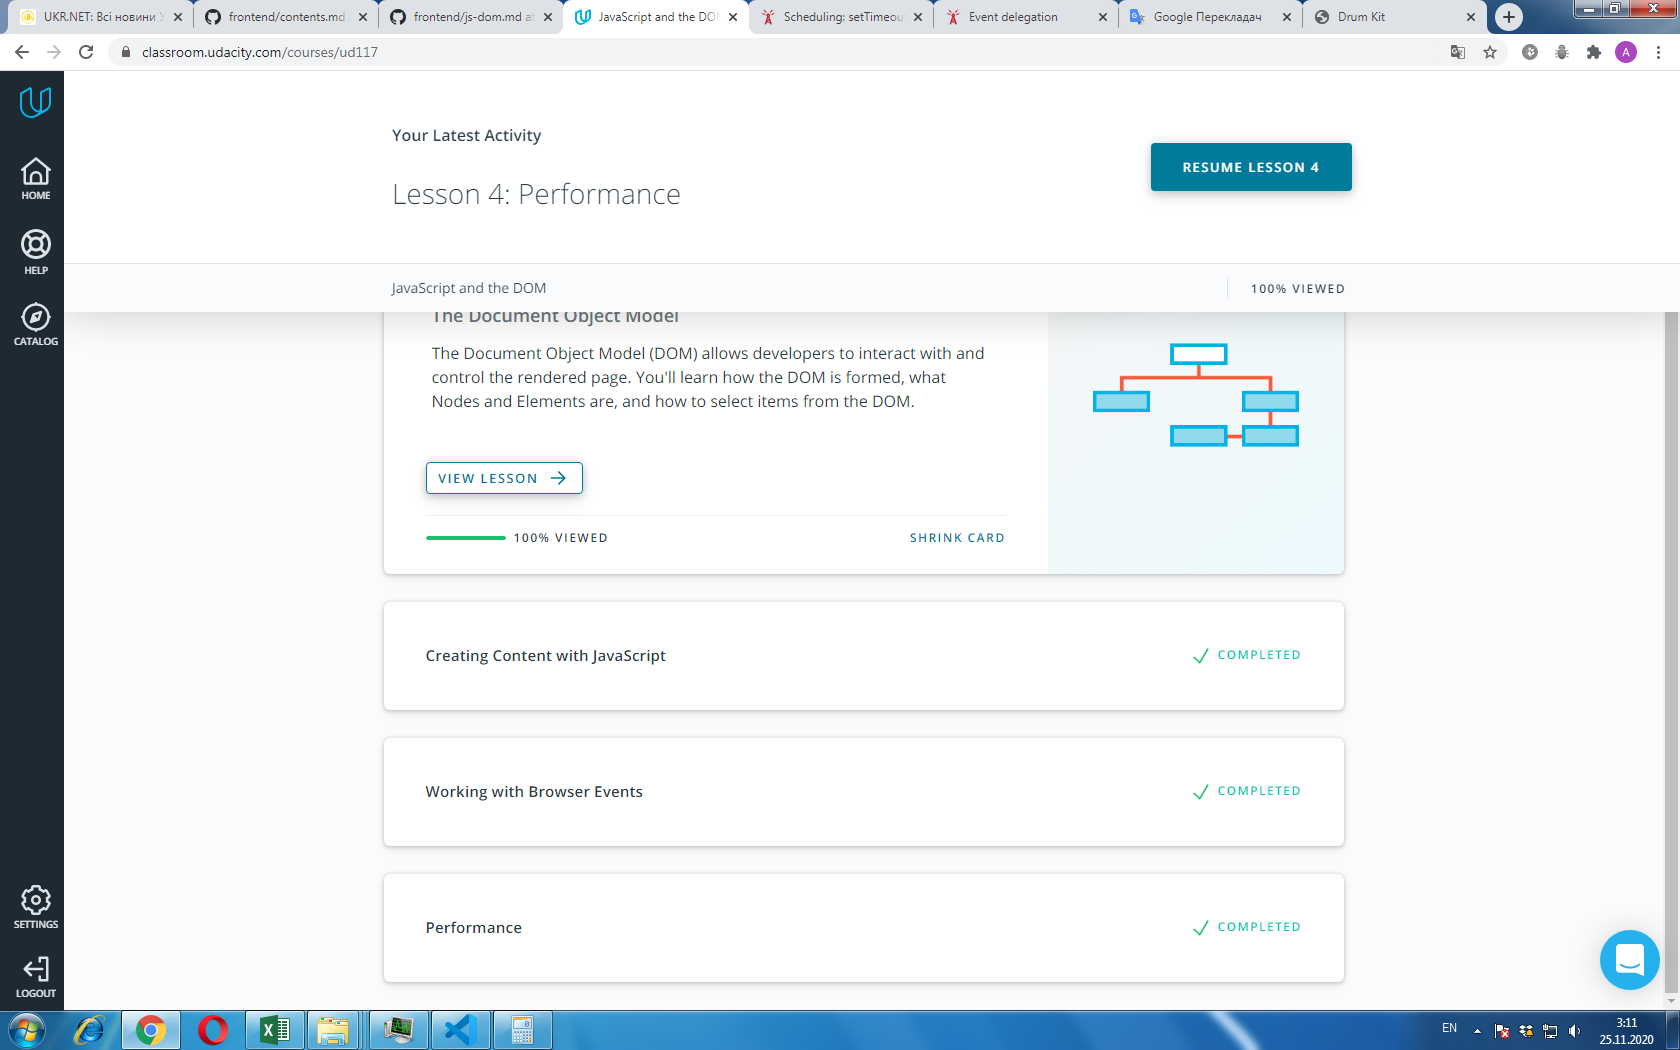 UKR.NET: Всі новини У
frontend/contents.md
frontend/js-dom.md at
JavaScript and the DO
Scheduling: setTimeou
Event delegation
Google Перекладач
Drum Kit
classroom.udacity.com/courses/ud117
A
HOME
HELP
CATALOG
SETTINGS
LOGOUT
Your Latest Activity
Lesson 4: Performance
RESUME LESSON 4
JavaScript and the DOM
100% VIEWED
The Document Object Model
The Document Object Model (DOM) allows developers to interact with and
control the rendered page. You'll learn how the DOM is formed, what
Nodes and Elements are, and how to select items from the DOM.
VIEW LESSON
100% VIEWED
SHRINK CARD
Creating Content with JavaScript
COMPLETED
Working with Browser Events
COMPLETED
Performance
COMPLETED
EN
3:11
25.11.2020